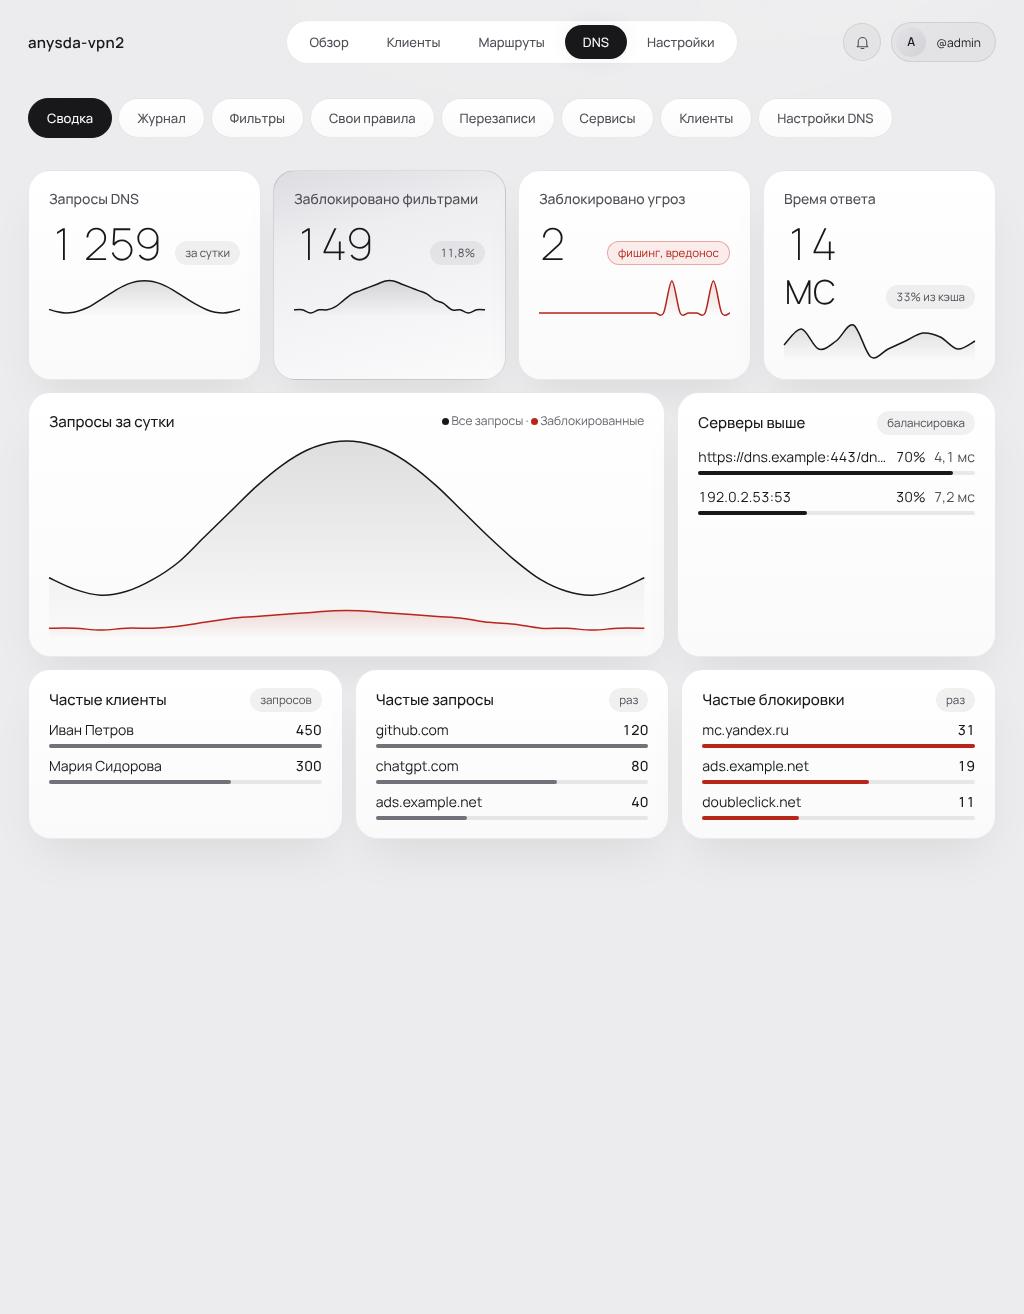 anysda-vpn2
Обзор
Клиенты
Маршруты
DNS
Настройки
A
@admin
Сводка
Журнал
Фильтры
Свои правила
Перезаписи
Сервисы
Клиенты
Настройки DNS
Запросы DNS
1 259
за сутки
Заблокировано фильтрами
149
11,8%
Заблокировано угроз
2
фишинг, вредонос
Время ответа
14
мс
33% из кэша
Запросы за сутки
Все запросы · Заблокированные
Серверы выше
балансировка
https://dns.example:443/dn… 70% 4,1 мс
192.0.2.53:53 30% 7,2 мс
Частые клиенты
запросов
Иван Петров 450
Мария Сидорова 300
Частые запросы
раз
github.com 120
chatgpt.com 80
ads.example.net 40
Частые блокировки
раз
mc.yandex.ru 31
ads.example.net 19
doubleclick.net 11